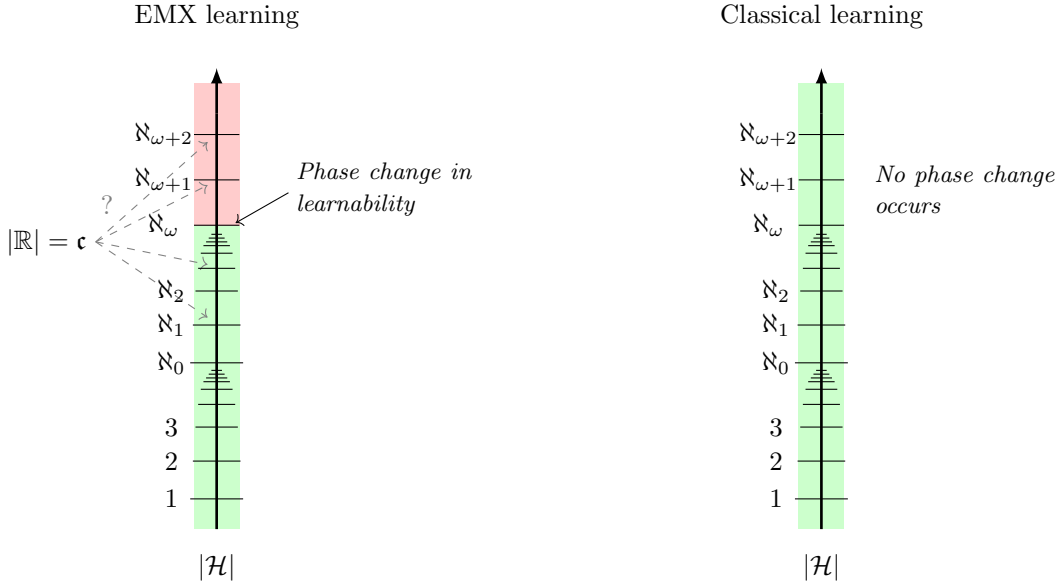 EMX learning
ℵ_{ω+2}
ℵ_{ω+1}
Phase change in
learnability
?
ℵ_ω
|ℝ| = 𝔠
ℵ_2
ℵ_1
ℵ_0
3
2
1
|ℋ|
Classical learning
ℵ_{ω+2}
ℵ_{ω+1}
No phase change
occurs
ℵ_ω
ℵ_2
ℵ_1
ℵ_0
3
2
1
|ℋ|